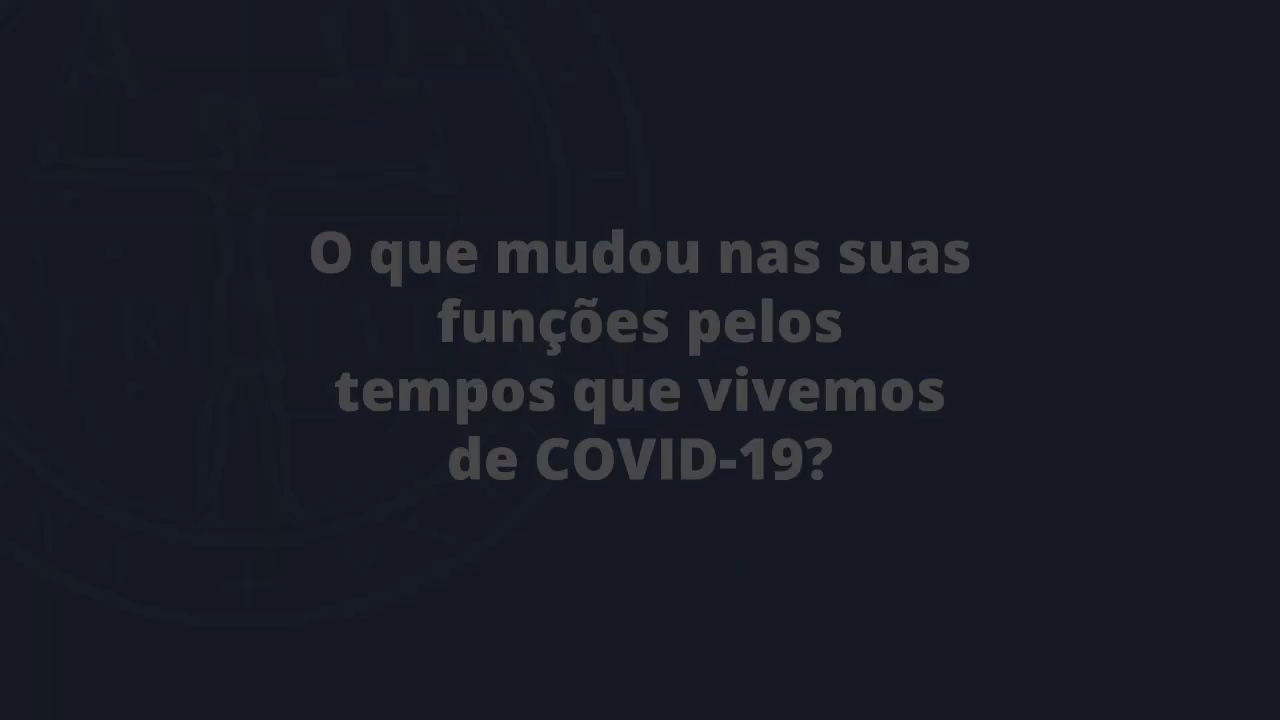 Α Ω
O que mudou nas suas
funções pelos
tempos que vivemos
de COVID-19?